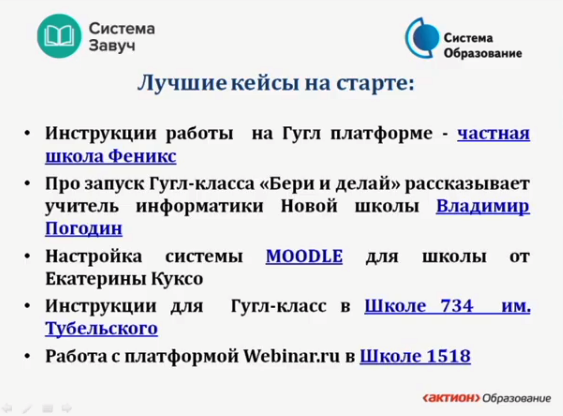 Система
Завуч
Система
Образование
Лучшие кейсы на старте:
• Инструкции работы на Гугл платформе - частная
школа Феникс
• Про запуск Гугл-класса «Бери и делай» рассказывает
учитель информатики Новой школы Владимир
Погодин
• Настройка системы MOODLE для школы от
Екатерины Куксо
• Инструкции для Гугл-класс в Школе 734 им.
Тубельского
• Работа с платформой Webinar.ru в Школе 1518
‹актион› Образование